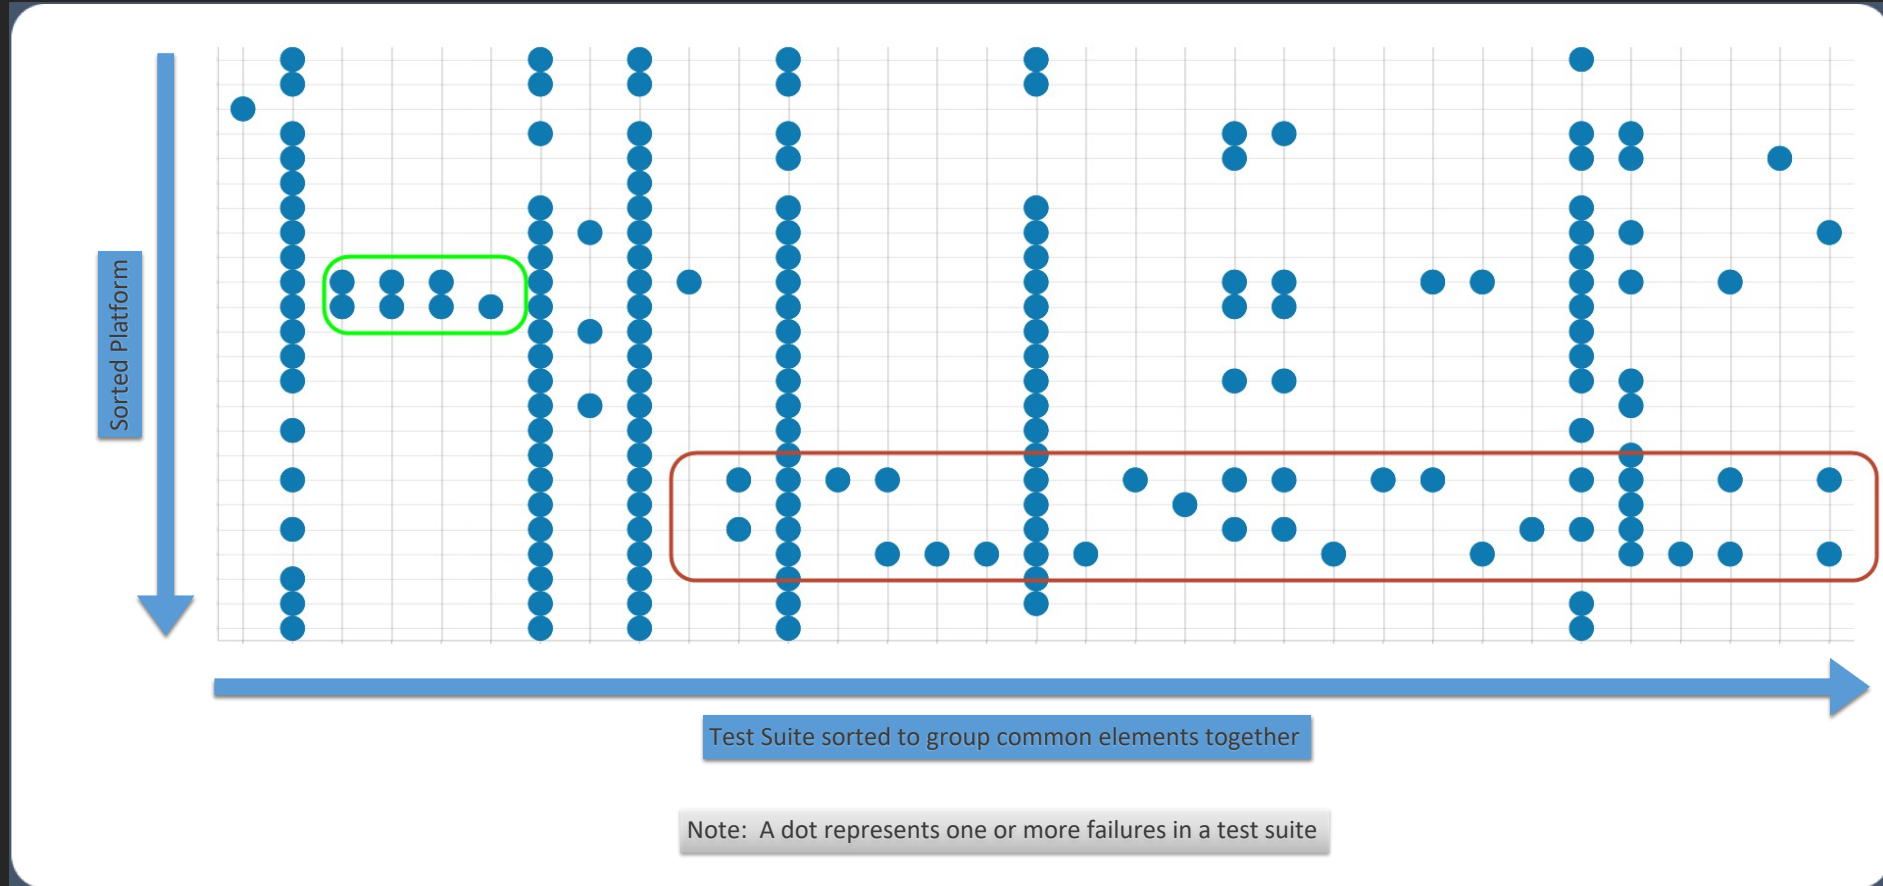 Sorted Platform
Test Suite sorted to group common elements together
Note:  A dot represents one or more failures in a test suite